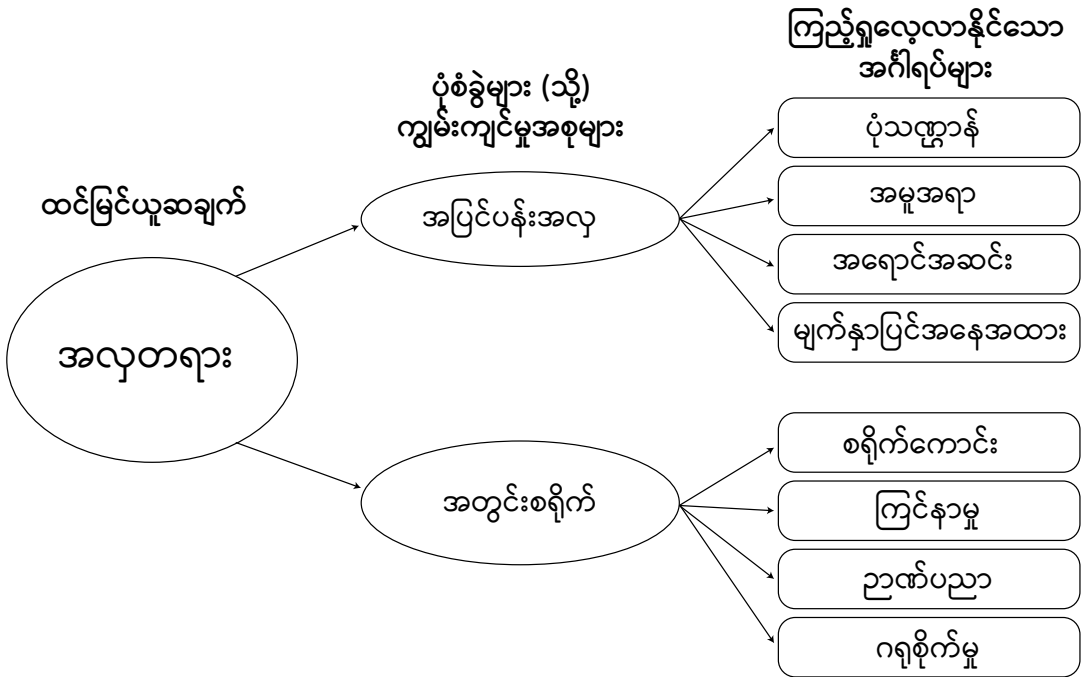 ကြည့်ရှုလေ့လာနိုင်သော
အင်္ဂါရပ်များ
ပုံစံခွဲများ (သို့)
ကျွမ်းကျင်မှုအစုများ
ထင်မြင်ယူဆချက်
အလှတရား
အပြင်ပန်းအလှ
ပုံသဏ္ဌာန်
အမူအရာ
အရောင်အဆင်း
မျက်နှာပြင်အနေအထား
အတွင်းစရိုက်
စရိုက်ကောင်း
ကြင်နာမှု
ဉာဏ်ပညာ
ဂရုစိုက်မှု